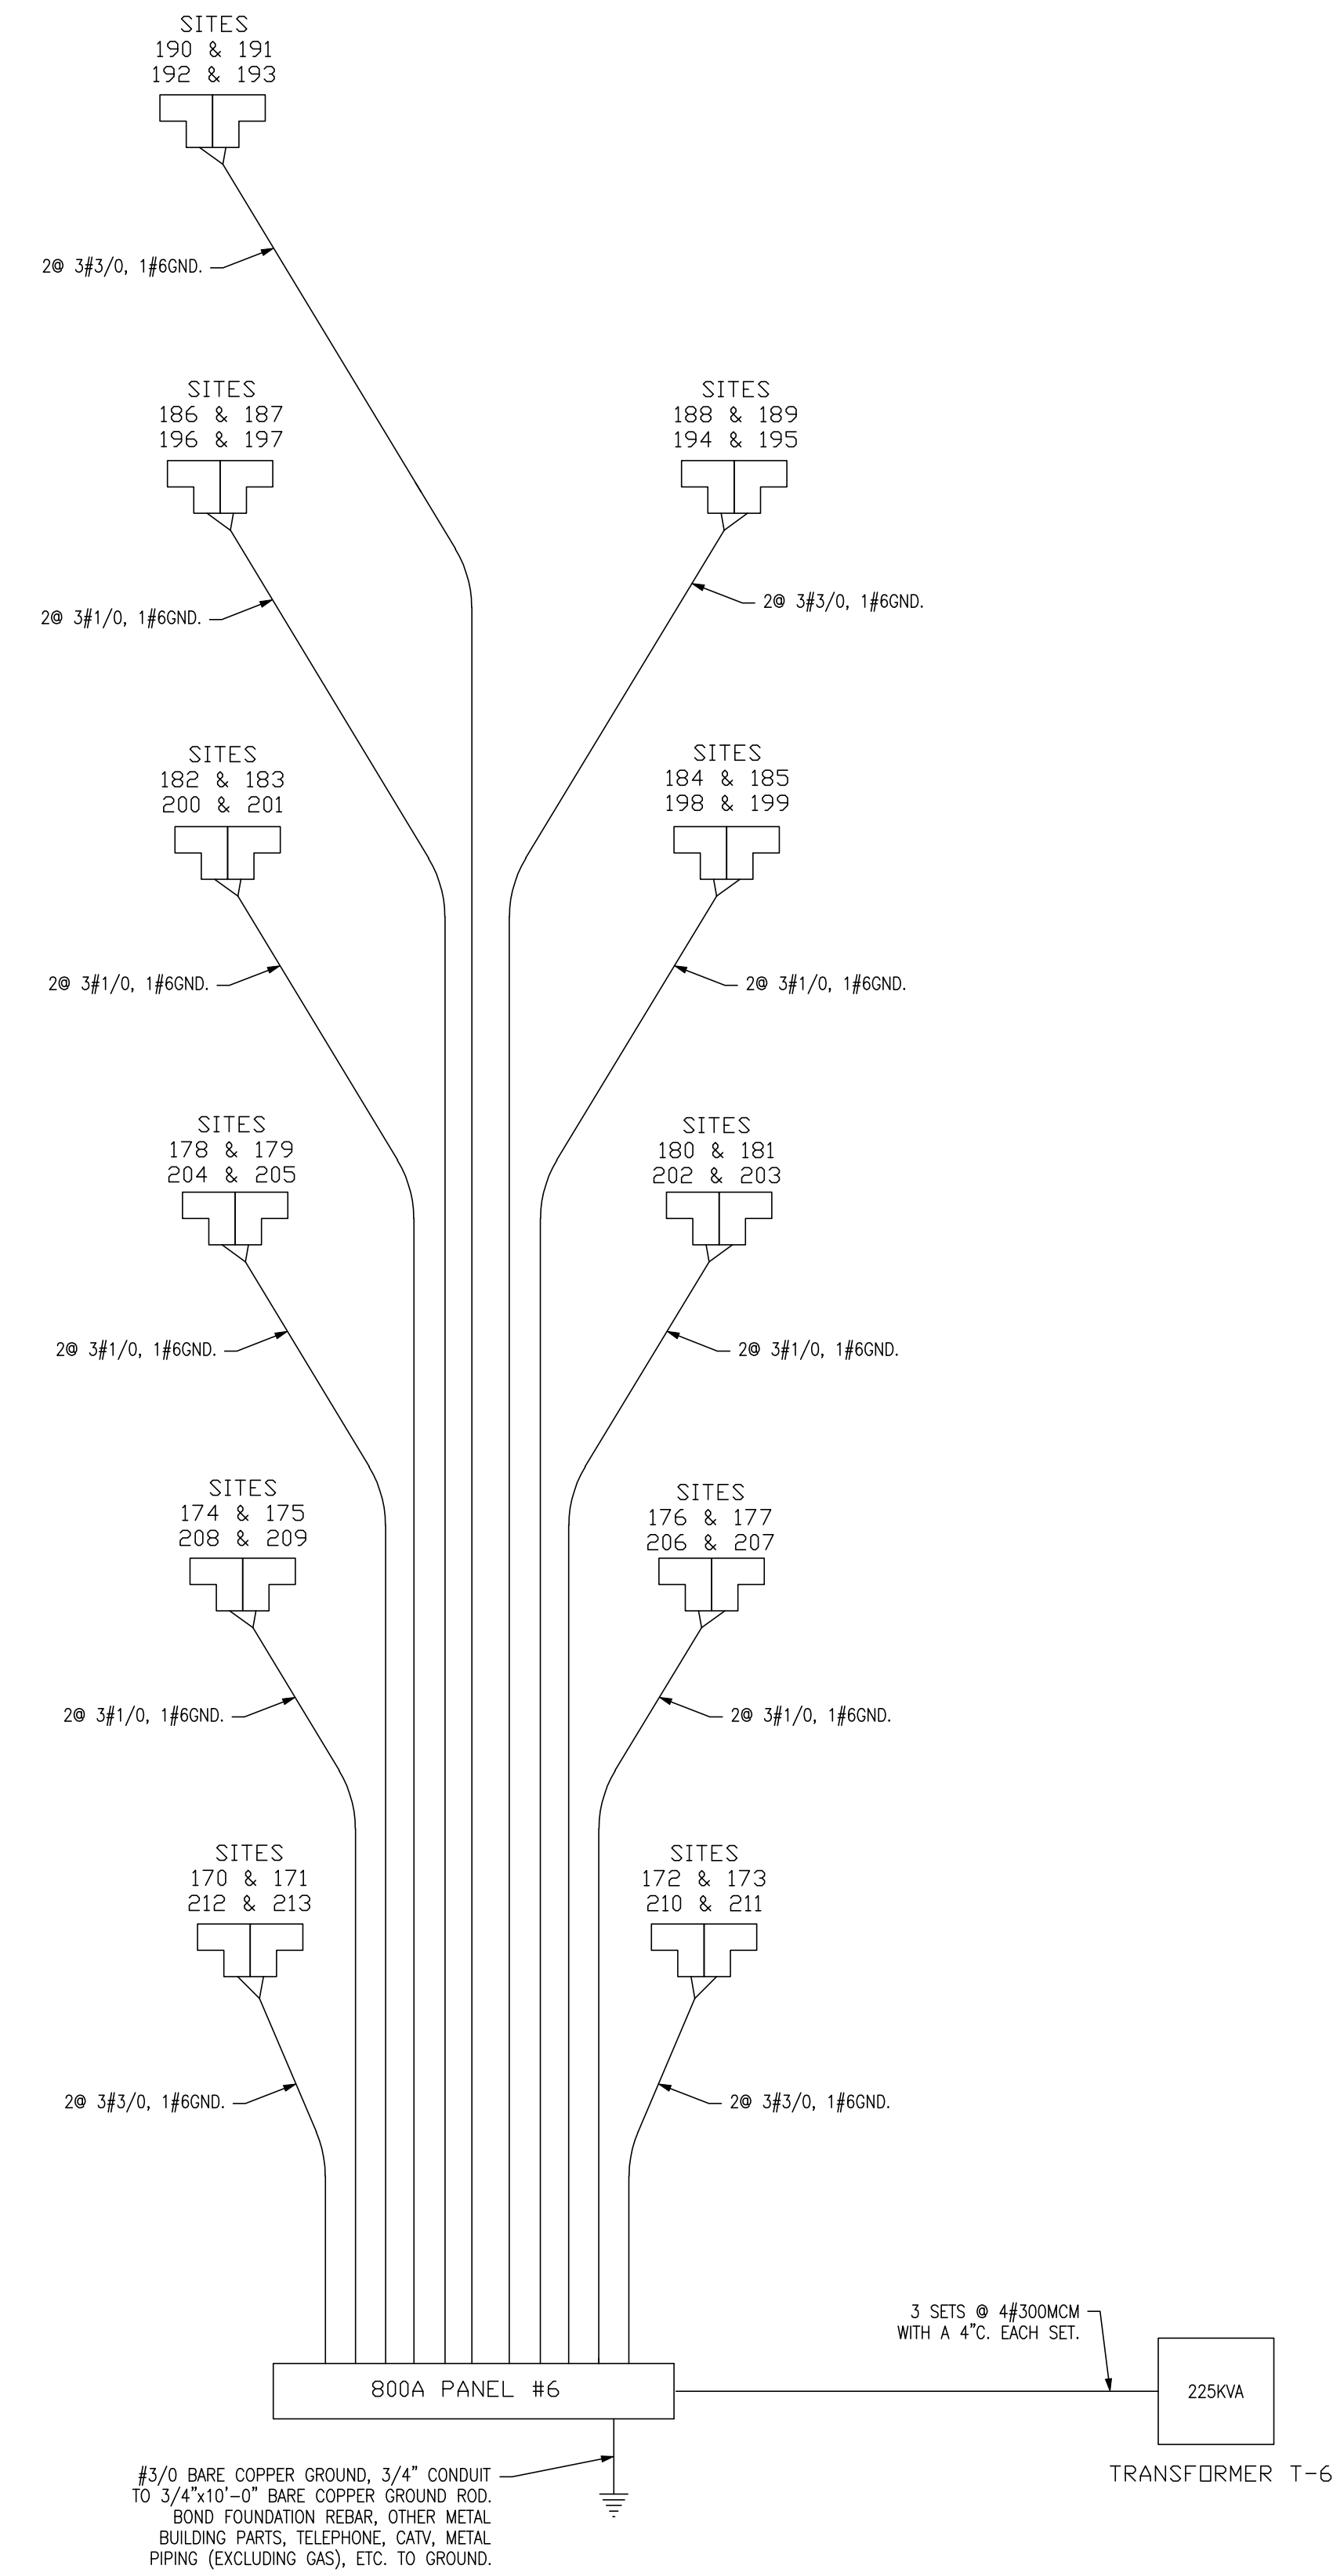 SITES
190 & 191
192 & 193
2@ 3#3/0, 1#6GND.
SITES
186 & 187
196 & 197
SITES
188 & 189
194 & 195
2@ 3#1/0, 1#6GND.
2@ 3#3/0, 1#6GND.
SITES
182 & 183
200 & 201
SITES
184 & 185
198 & 199
2@ 3#1/0, 1#6GND.
2@ 3#1/0, 1#6GND.
SITES
178 & 179
204 & 205
SITES
180 & 181
202 & 203
2@ 3#1/0, 1#6GND.
2@ 3#1/0, 1#6GND.
SITES
174 & 175
208 & 209
SITES
176 & 177
206 & 207
2@ 3#1/0, 1#6GND.
2@ 3#1/0, 1#6GND.
SITES
170 & 171
212 & 213
SITES
172 & 173
210 & 211
2@ 3#3/0, 1#6GND.
2@ 3#3/0, 1#6GND.
3 SETS @ 4#300MCM
WITH A 4"C. EACH SET.
800A PANEL #6
225KVA
TRANSFORMER T-6
#3/0 BARE COPPER GROUND, 3/4" CONDUIT
TO 3/4"x10'-0" BARE COPPER GROUND ROD.
BOND FOUNDATION REBAR, OTHER METAL
BUILDING PARTS, TELEPHONE, CATV, METAL
PIPING (EXCLUDING GAS), ETC. TO GROUND.